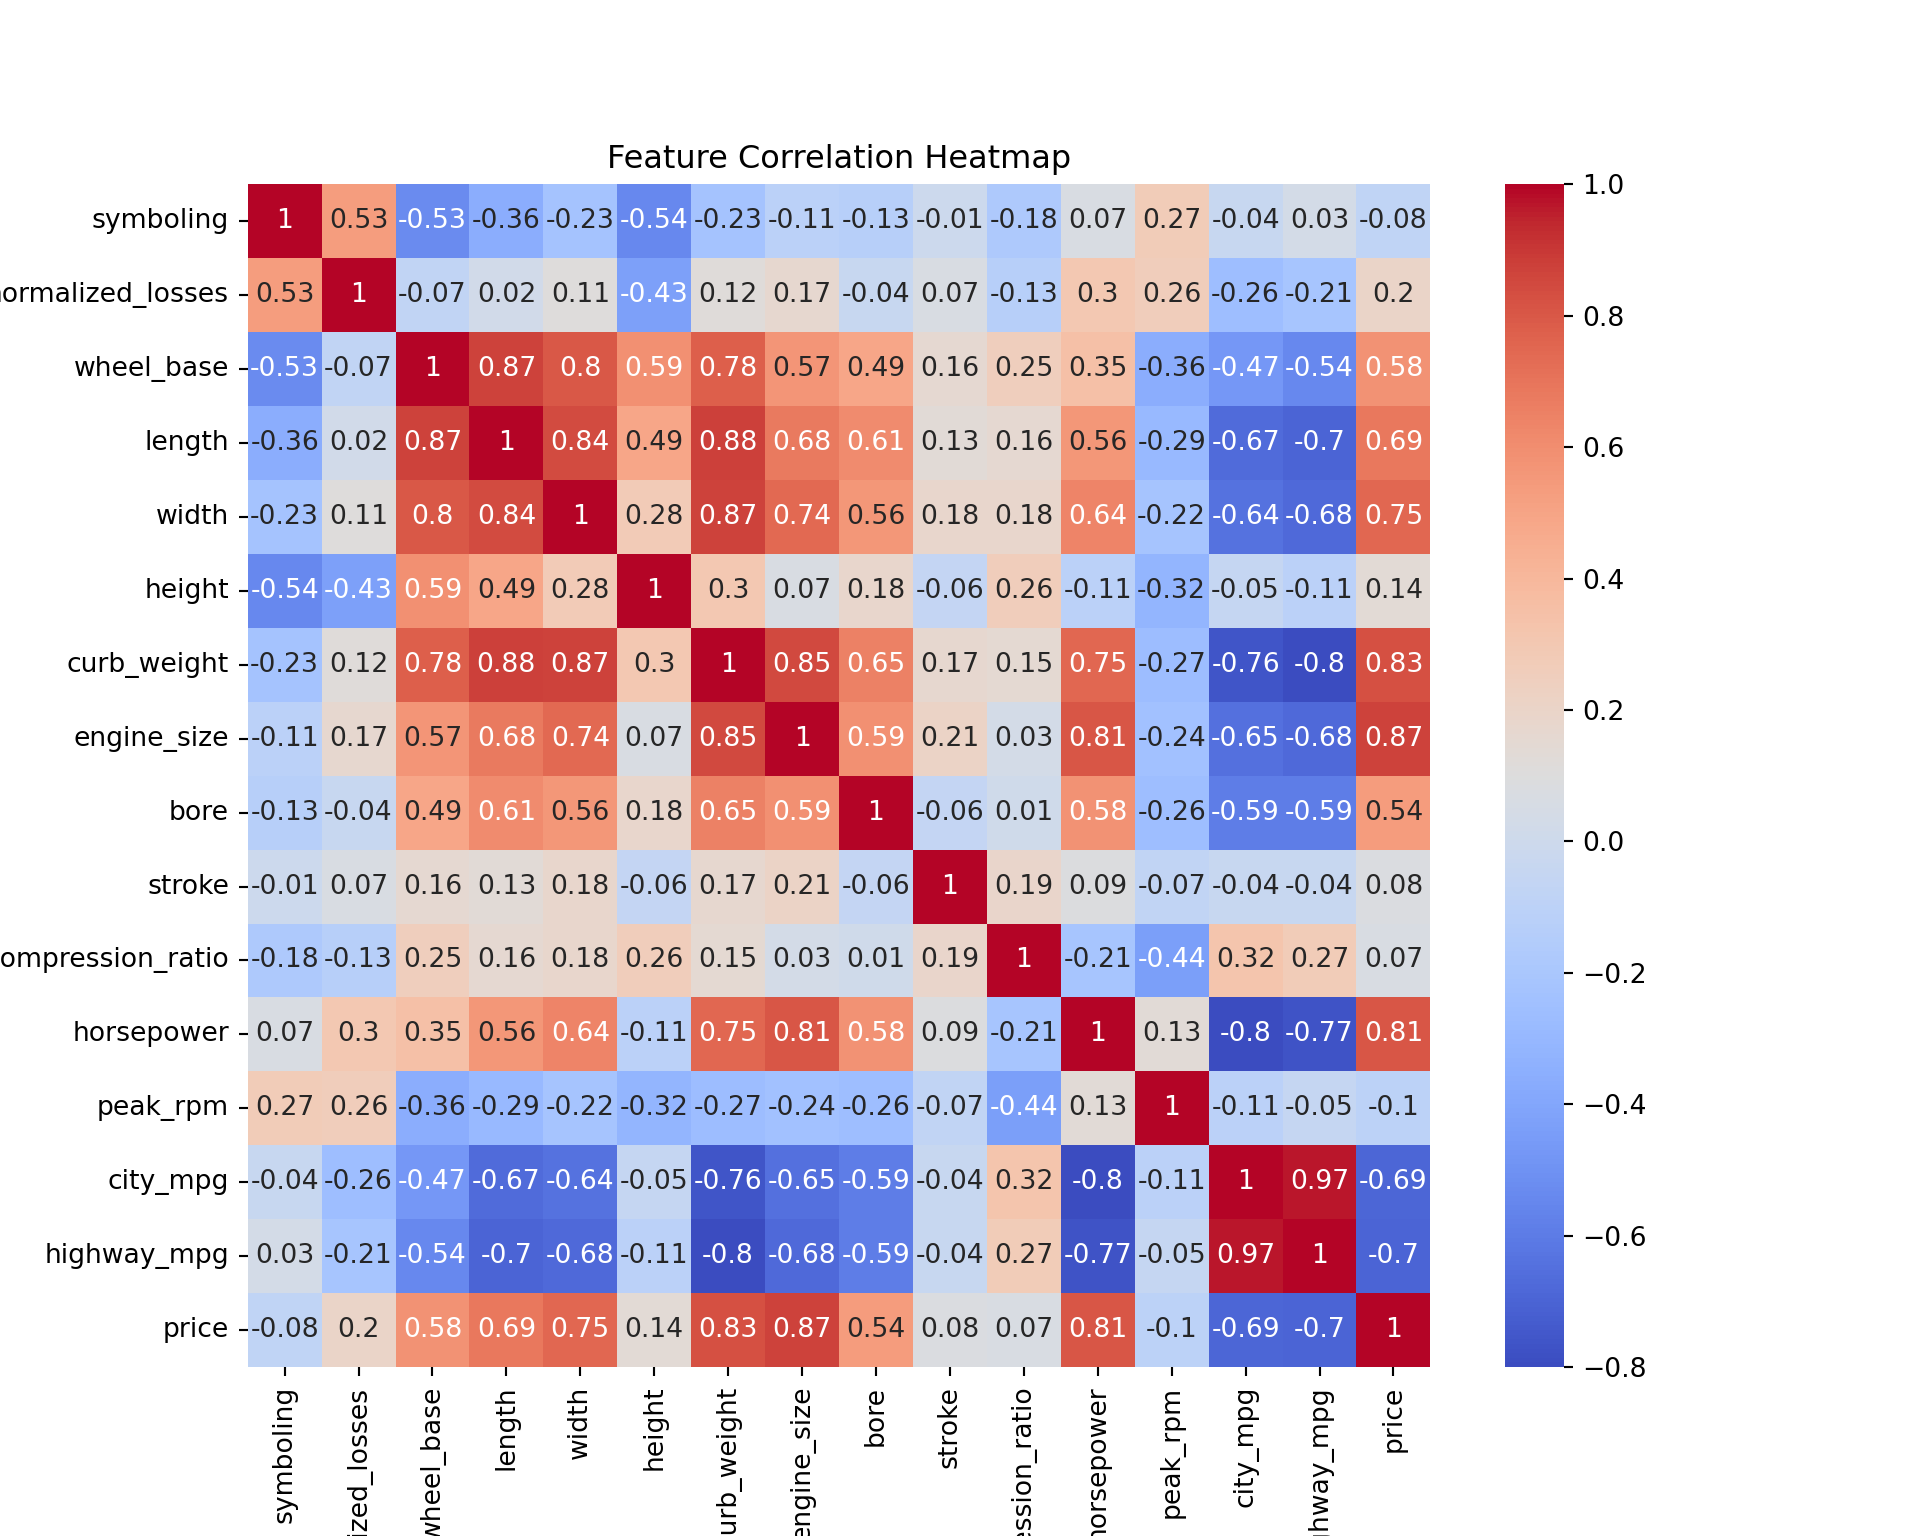 Feature Correlation Heatmap
symboling 1 0.53 -0.53 -0.36 -0.23 -0.54 -0.23 -0.11 -0.13 -0.01 -0.18 0.07 0.27 -0.04 0.03 -0.08
ormalized_losses 0.53 1 -0.07 0.02 0.11 -0.43 0.12 0.17 -0.04 0.07 -0.13 0.3 0.26 -0.26 -0.21 0.2
wheel_base -0.53 -0.07 1 0.87 0.8 0.59 0.78 0.57 0.49 0.16 0.25 0.35 -0.36 -0.47 -0.54 0.58
length -0.36 0.02 0.87 1 0.84 0.49 0.88 0.68 0.61 0.13 0.16 0.56 -0.29 -0.67 -0.7 0.69
width -0.23 0.11 0.8 0.84 1 0.28 0.87 0.74 0.56 0.18 0.18 0.64 -0.22 -0.64 -0.68 0.75
height -0.54 -0.43 0.59 0.49 0.28 1 0.3 0.07 0.18 -0.06 0.26 -0.11 -0.32 -0.05 -0.11 0.14
curb_weight -0.23 0.12 0.78 0.88 0.87 0.3 1 0.85 0.65 0.17 0.15 0.75 -0.27 -0.76 -0.8 0.83
engine_size -0.11 0.17 0.57 0.68 0.74 0.07 0.85 1 0.59 0.21 0.03 0.81 -0.24 -0.65 -0.68 0.87
bore -0.13 -0.04 0.49 0.61 0.56 0.18 0.65 0.59 1 -0.06 0.01 0.58 -0.26 -0.59 -0.59 0.54
stroke -0.01 0.07 0.16 0.13 0.18 -0.06 0.17 0.21 -0.06 1 0.19 0.09 -0.07 -0.04 -0.04 0.08
ompression_ratio -0.18 -0.13 0.25 0.16 0.18 0.26 0.15 0.03 0.01 0.19 1 -0.21 -0.44 0.32 0.27 0.07
horsepower 0.07 0.3 0.35 0.56 0.64 -0.11 0.75 0.81 0.58 0.09 -0.21 1 0.13 -0.8 -0.77 0.81
peak_rpm 0.27 0.26 -0.36 -0.29 -0.22 -0.32 -0.27 -0.24 -0.26 -0.07 -0.44 0.13 1 -0.11 -0.05 -0.1
city_mpg -0.04 -0.26 -0.47 -0.67 -0.64 -0.05 -0.76 -0.65 -0.59 -0.04 0.32 -0.8 -0.11 1 0.97 -0.69
highway_mpg 0.03 -0.21 -0.54 -0.7 -0.68 -0.11 -0.8 -0.68 -0.59 -0.04 0.27 -0.77 -0.05 0.97 1 -0.7
price -0.08 0.2 0.58 0.69 0.75 0.14 0.83 0.87 0.54 0.08 0.07 0.81 -0.1 -0.69 -0.7 1
symboling
ized_losses
wheel_base
length
width
height
urb_weight
engine_size
bore
stroke
ession_ratio
horsepower
peak_rpm
city_mpg
ghway_mpg
price
1.0
0.8
0.6
0.4
0.2
0.0
−0.2
−0.4
−0.6
−0.8